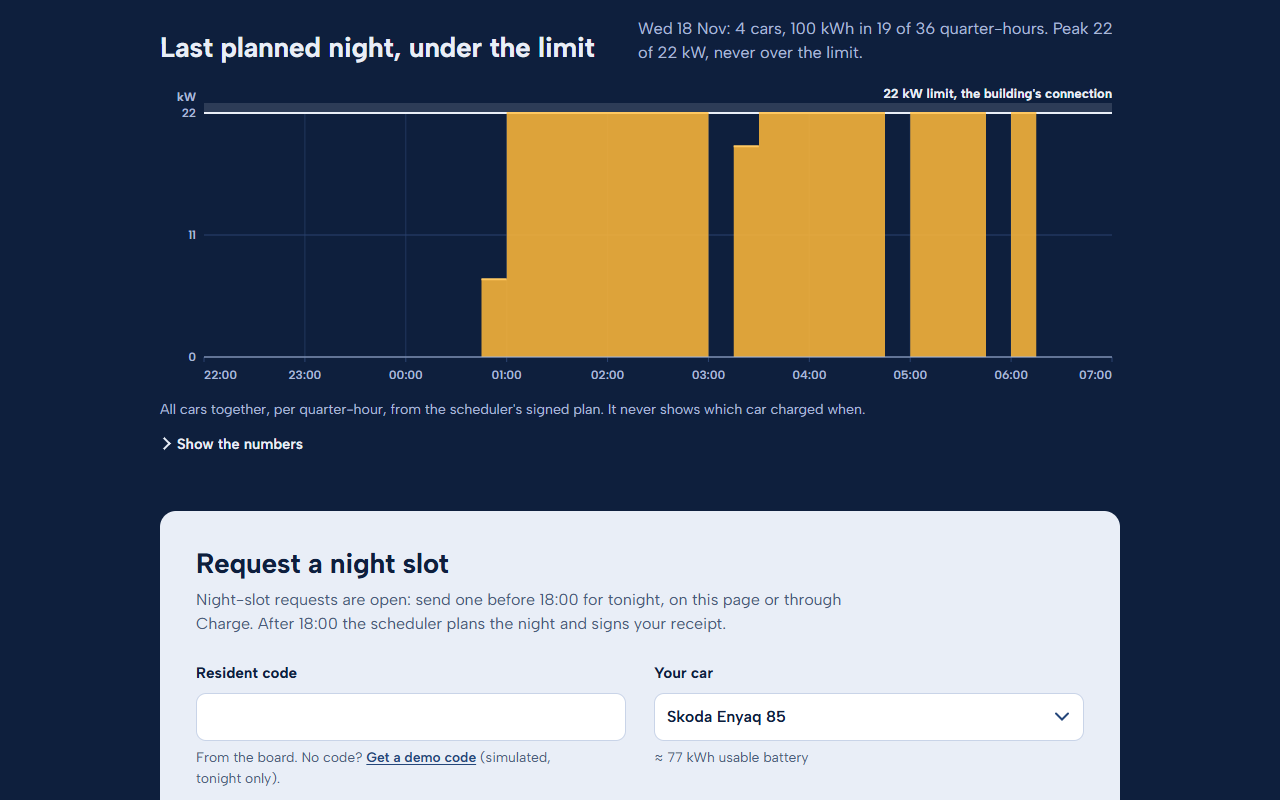 Last planned night, under the limit
Wed 18 Nov: 4 cars, 100 kWh in 19 of 36 quarter-hours. Peak 22
of 22 kW, never over the limit.
kW
22 kW limit, the building's connection
22
11
0
22:00 23:00 00:00 01:00 02:00 03:00 04:00 05:00 06:00 07:00
All cars together, per quarter-hour, from the scheduler's signed plan. It never shows which car charged when.
Show the numbers
Request a night slot
Night-slot requests are open: send one before 18:00 for tonight, on this page or through
Charge. After 18:00 the scheduler plans the night and signs your receipt.
Resident code
Your car
Skoda Enyaq 85
From the board. No code? Get a demo code (simulated,
tonight only).
≈ 77 kWh usable battery